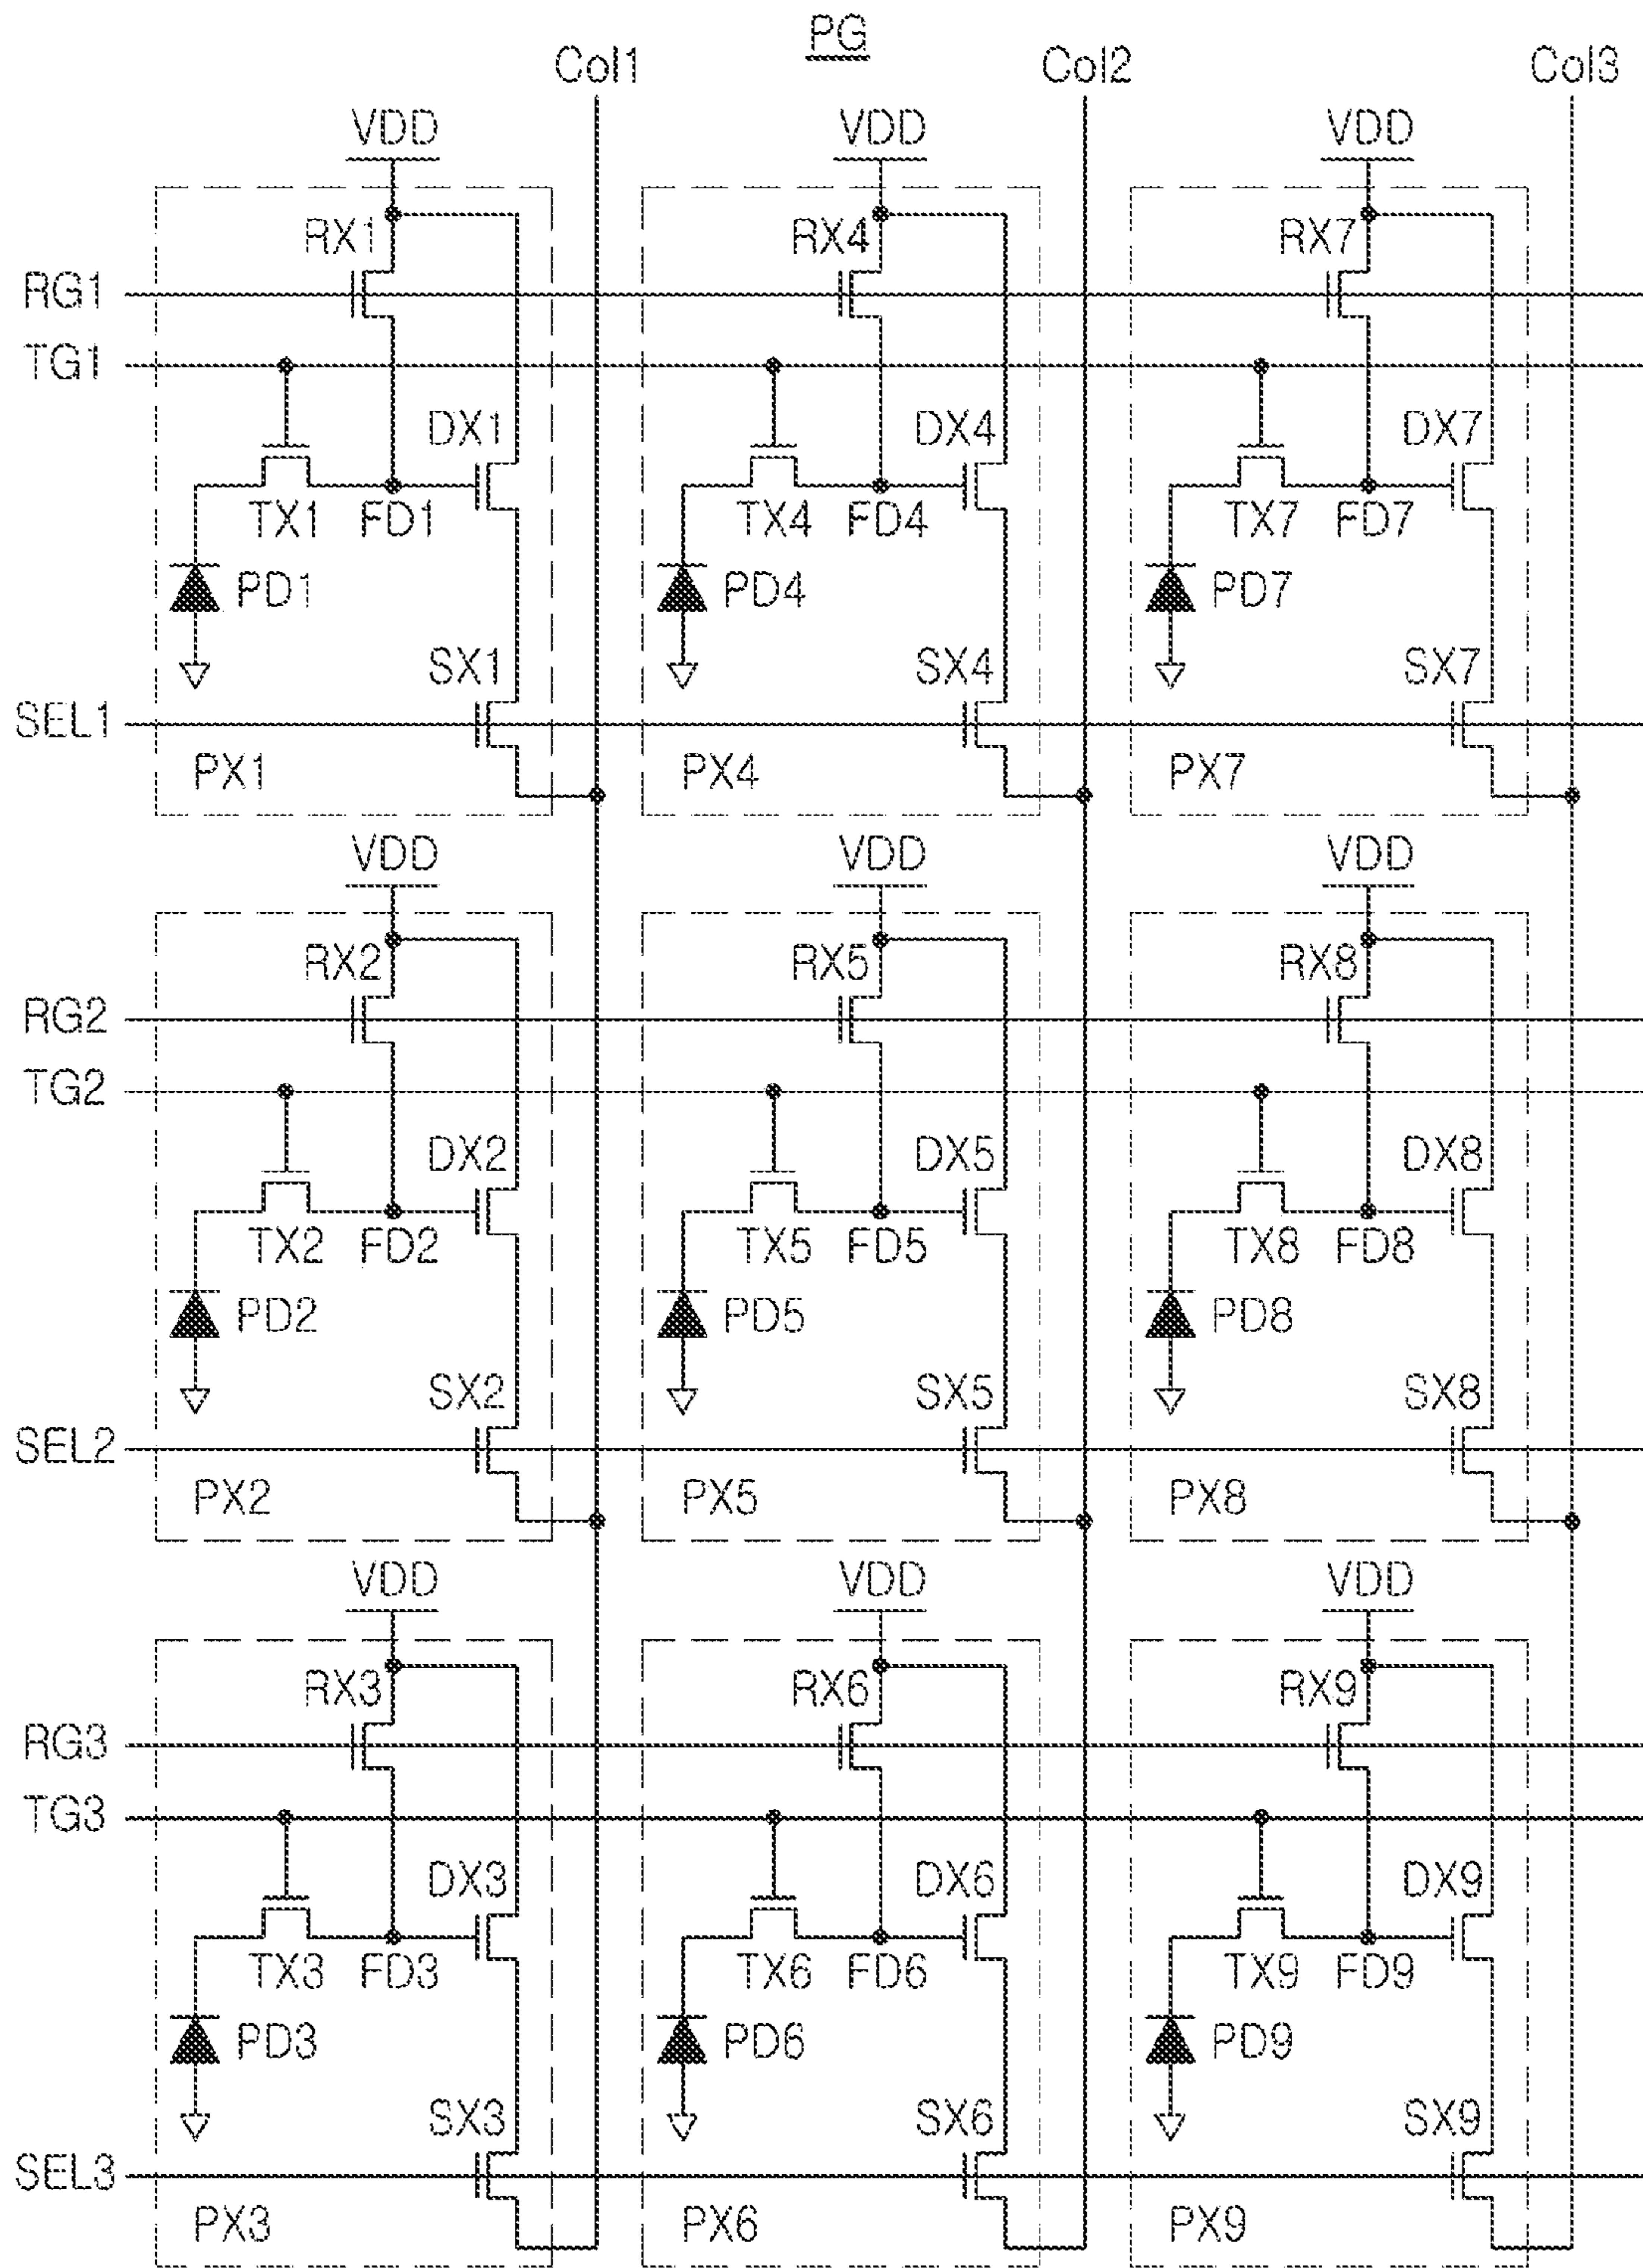 PG
Col1 Col2 Col3
VDD VDD VDD
RX1 RX4 RX7
RG1
TG1
DX1 DX4 DX7
TX1 FD1 TX4 FD4 TX7 FD7
PD1 PD4 PD7
SX1 SX4 SX7
SEL1
PX1 PX4 PX7
VDD VDD VDD
RX2 RX5 RX8
RG2
TG2
DX2 DX5 DX8
TX2 FD2 TX5 FD5 TX8 FD8
PD2 PD5 PD8
SX2 SX5 SX8
SEL2
PX2 PX5 PX8
VDD VDD VDD
RX3 RX6 RX9
RG3
TG3
DX3 DX6 DX9
TX3 FD3 TX6 FD6 TX9 FD9
PD3 PD6 PD9
SX3 SX6 SX9
SEL3
PX3 PX6 PX9